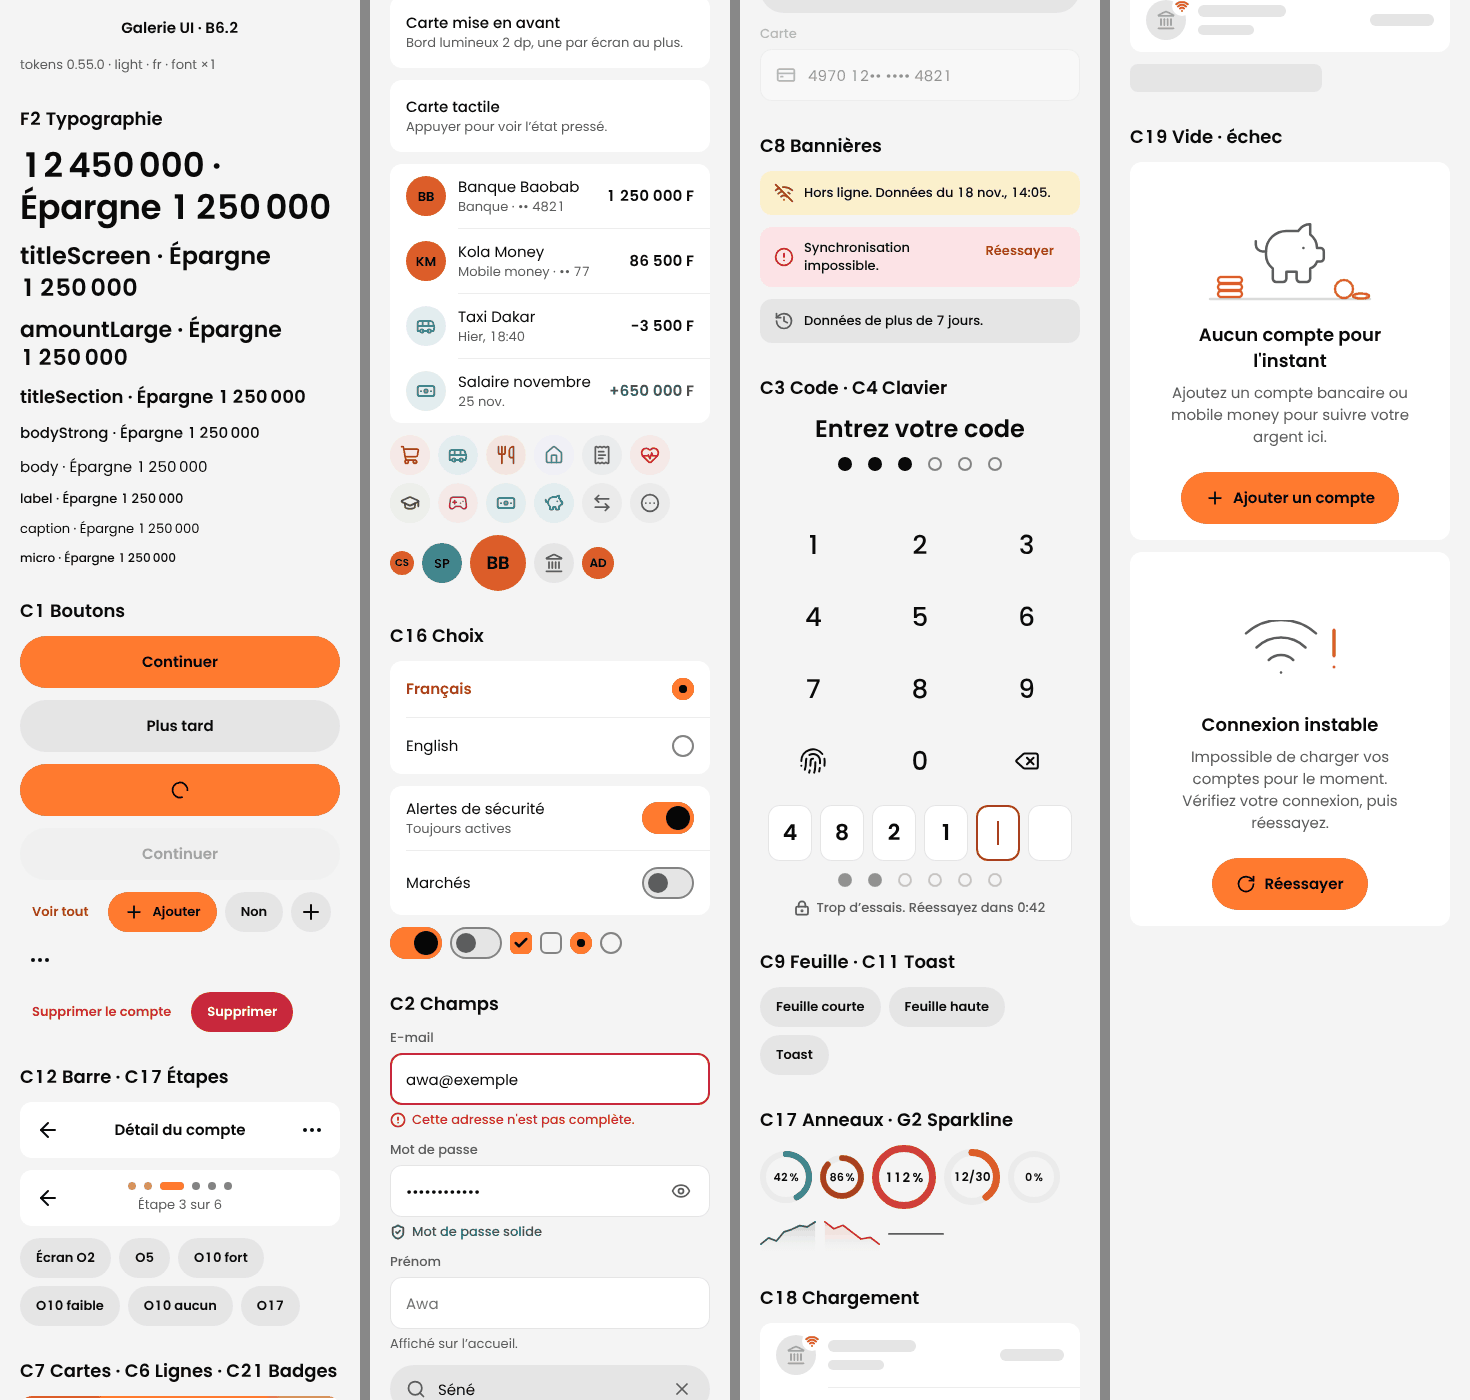 Galerie UI · B6.2
tokens 0.55.0 · light · fr · font ×1
F2 Typographie
12 450 000 ·
Épargne 1 250 000
titleScreen · Épargne
1 250 000
amountLarge · Épargne
1 250 000
titleSection · Épargne 1 250 000
bodyStrong · Épargne 1 250 000
body · Épargne 1 250 000
label · Épargne 1 250 000
caption · Épargne 1 250 000
micro · Épargne 1 250 000
C1 Boutons
Continuer
Plus tard
Continuer
Voir tout
Ajouter
Non
Supprimer le compte
Supprimer
C12 Barre · C17 Étapes
Détail du compte
Étape 3 sur 6
Écran O2
O5
O10 fort
O10 faible
O10 aucun
O17
C7 Cartes · C6 Lignes · C21 Badges
Carte mise en avant
Bord lumineux 2 dp, une par écran au plus.
Carte tactile
Appuyer pour voir l’état pressé.
BB
Banque Baobab
Banque · •• 4821
1 250 000 F
KM
Kola Money
Mobile money · •• 77
86 500 F
Taxi Dakar
Hier, 18:40
−3 500 F
Salaire novembre
25 nov.
+650 000 F
CS
SP
BB
AD
C16 Choix
Français
English
Alertes de sécurité
Toujours actives
Marchés
C2 Champs
E-mail
awa@exemple
Cette adresse n'est pas complète.
Mot de passe
••••••••••••
Mot de passe solide
Prénom
Awa
Affiché sur l’accueil.
Séné
Carte
4970 12•• •••• 4821
C8 Bannières
Hors ligne. Données du 18 nov., 14:05.
Synchronisation
impossible.
Réessayer
Données de plus de 7 jours.
C3 Code · C4 Clavier
Entrez votre code
1 2 3
4 5 6
7 8 9
0
4 8 2 1
Trop d’essais. Réessayez dans 0:42
C9 Feuille · C11 Toast
Feuille courte
Feuille haute
Toast
C17 Anneaux · G2 Sparkline
42 %
86 %
112 %
12/30
0 %
C18 Chargement
C19 Vide · échec
Aucun compte pour
l'instant
Ajoutez un compte bancaire ou
mobile money pour suivre votre
argent ici.
Ajouter un compte
Connexion instable
Impossible de charger vos
comptes pour le moment.
Vérifiez votre connexion, puis
réessayez.
Réessayer